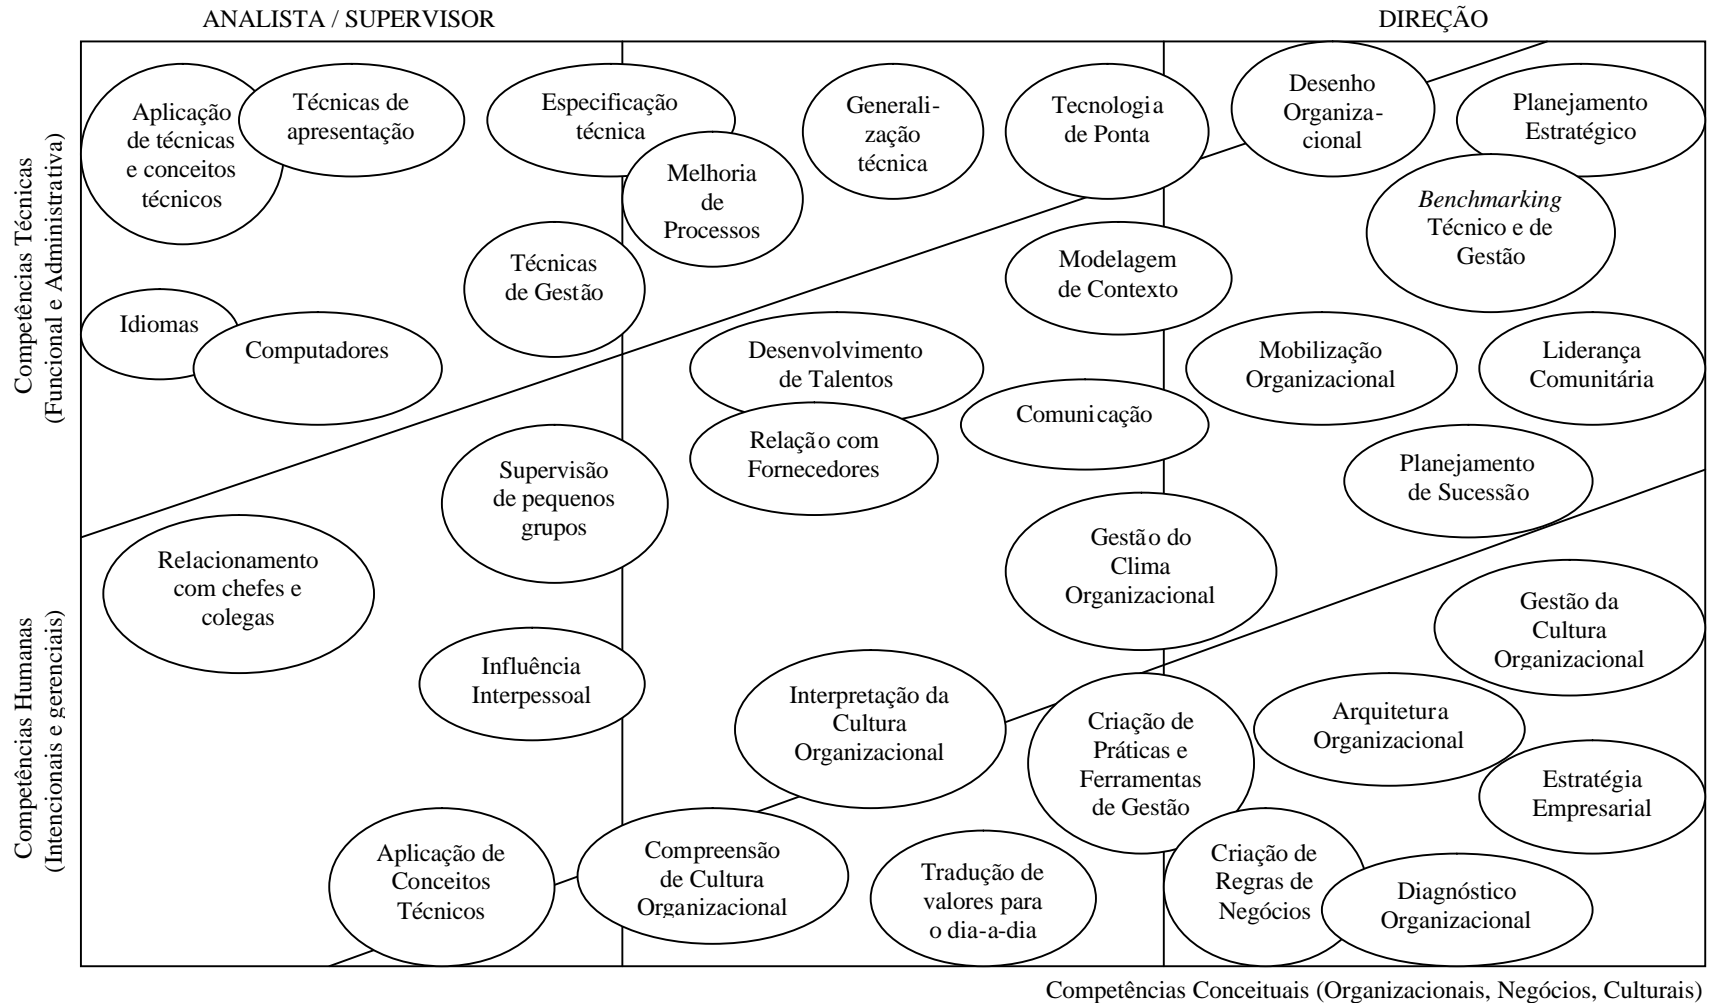 ANALISTA / SUPERVISOR
DIREÇÃO
Competências Técnicas
(Funcional e Administrativa)
Competências Humanas
(Intencionais e gerenciais)
Aplicação
de técnicas
e conceitos
técnicos
Técnicas de
apresentação
Especificação
técnica
Melhoria
de
Processos
Generali-
zação
técnica
Tecnologia
de Ponta
Desenho
Organiza-
cional
Planejamento
Estratégico
Benchmarking
Técnico e de
Gestão
Idiomas
Computadores
Técnicas
de Gestão
Modelagem
de Contexto
Desenvolvimento
de Talentos
Relação com
Fornecedores
Comunicação
Mobilização
Organizacional
Liderança
Comunitária
Planejamento
de Sucessão
Supervisão
de pequenos
grupos
Relacionamento
com chefes e
colegas
Gestão do
Clima
Organizacional
Gestão da
Cultura
Organizacional
Influência
Interpessoal
Interpretação da
Cultura
Organizacional
Criação de
Práticas e
Ferramentas
de Gestão
Arquitetura
Organizacional
Estratégia
Empresarial
Aplicação de
Conceitos
Técnicos
Compreensão
de Cultura
Organizacional
Tradução de
valores para
o dia-a-dia
Criação de
Regras de
Negócios
Diagnóstico
Organizacional
Competências Conceituais (Organizacionais, Negócios, Culturais)